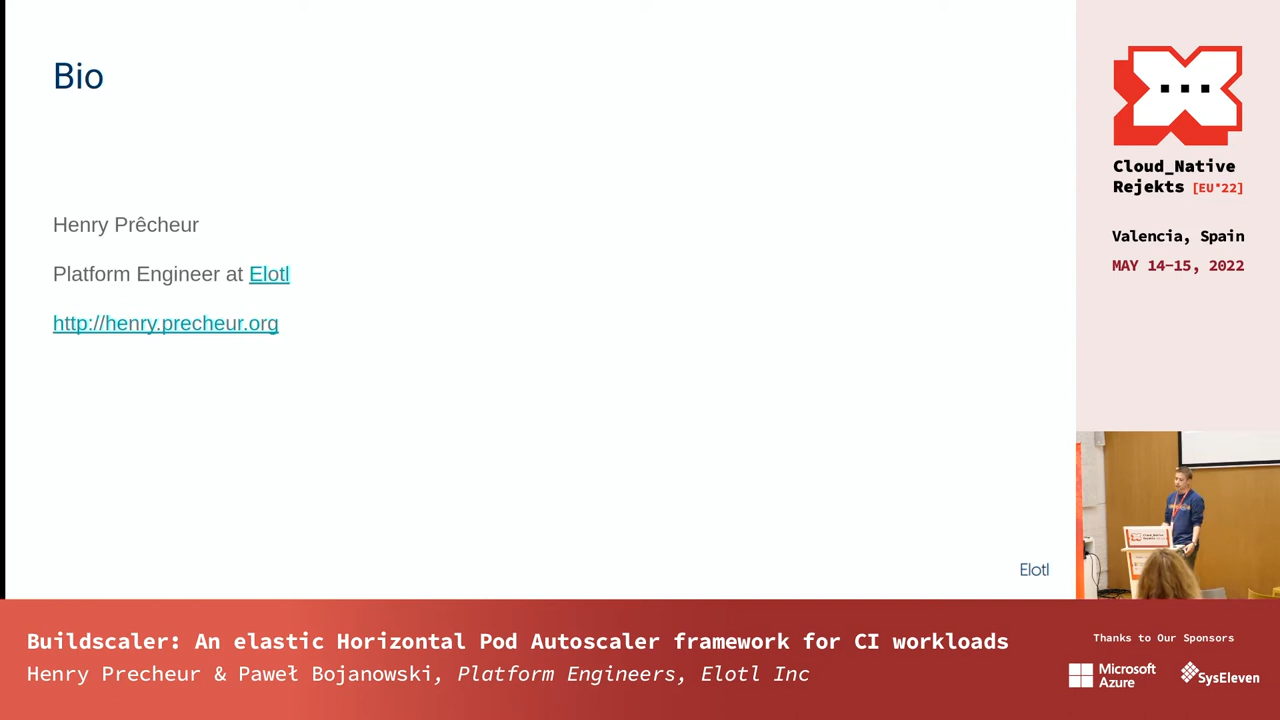 Bio
Henry Prêcheur
Platform Engineer at Elotl
http://henry.precheur.org
Elotl
Cloud_Native
Rejekts [EU*22]
Valencia, Spain
MAY 14-15, 2022
Buildscaler: An elastic Horizontal Pod Autoscaler framework for CI workloads
Henry Precheur & Paweł Bojanowski, Platform Engineers, Elotl Inc
Thanks to Our Sponsors
Microsoft
Azure
SysEleven